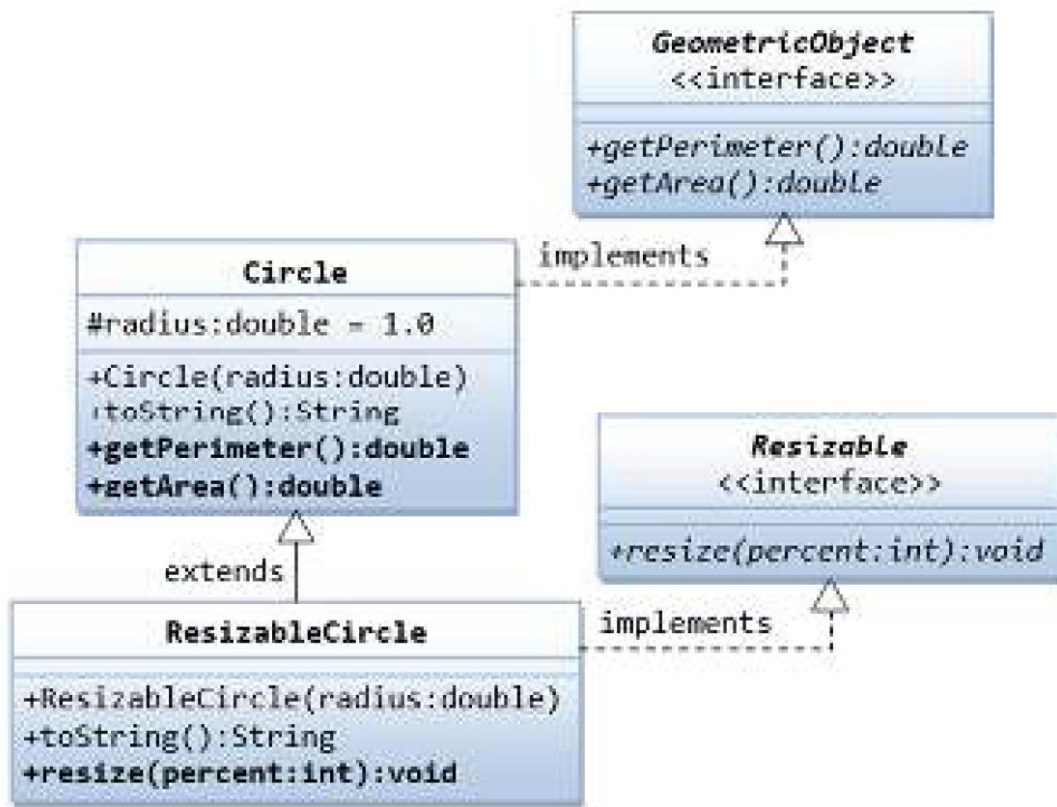 GeometricObject
<<interface>>
+getPerimeter():double
+getArea():double
implements
Circle
#radius:double = 1.0
+Circle(radius:double)
+toString():String
+getPerimeter():double
+getArea():double
Resizable
<<interface>>
+resize(percent:int):void
extends
implements
ResizableCircle
+ResizableCircle(radius:double)
+toString():String
+resize(percent:int):void